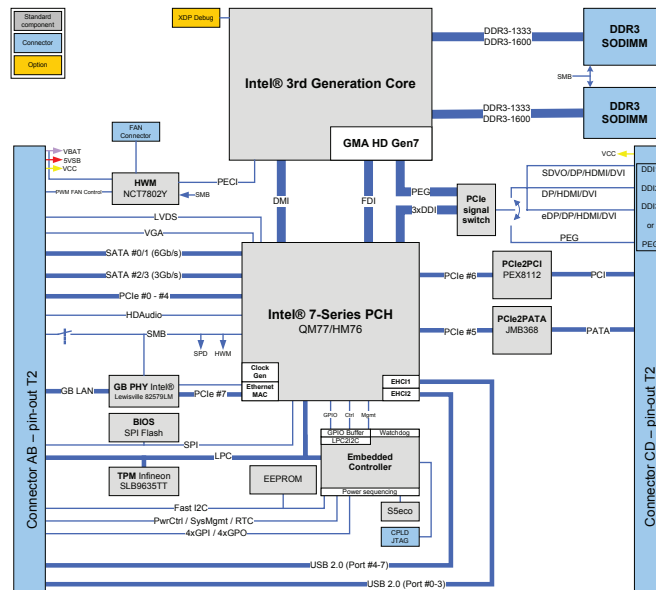 Standard
component
Connector
Option
XDP Debug
Intel® 3rd Generation Core
GMA HD Gen7
DDR3-1333
DDR3-1600
DDR3
SODIMM
SMB
DDR3-1333
DDR3-1600
DDR3
SODIMM
FAN
Connector
VBAT
5VSB
VCC
HWM
NCT7802Y
PECI
PWM FAN Control
SMB
DMI
FDI
PEG
3xDDI
PCIe
signal
switch
VCC
SDVO/DP/HDMI/DVI
DP/HDMI/DVI
eDP/DP/HDMI/DVI
PEG
DDI1
DDI2
DDI3
or
PEG
LVDS
VGA
SATA #0/1 (6Gb/s)
SATA #2/3 (3Gb/s)
PCIe #0 - #4
HDAudio
SMB
SPD
HWM
Intel® 7-Series PCH
QM77/HM76
Clock
Gen
Ethernet
MAC
EHCI1
EHCI2
PCIe #6
PCIe2PCI
PEX8112
PCI
PCIe #5
PCIe2PATA
JMB368
PATA
GB LAN
GB PHY Intel®
Lewisville 82579LM
PCIe #7
BIOS
SPI Flash
SPI
LPC
TPM Infineon
SLB9635TT
GPIO
Ctrl
Mgmt
GPIO Buffer
Watchdog
LPC2I2C
Embedded
Controller
Power sequencing
EEPROM
S5eco
CPLD
JTAG
Fast I2C
PwrCtrl / SysMgmt / RTC
4xGPI / 4xGPO
USB 2.0 (Port #4-7)
USB 2.0 (Port #0-3)
Connector AB – pin-out T2
Connector CD – pin-out T2